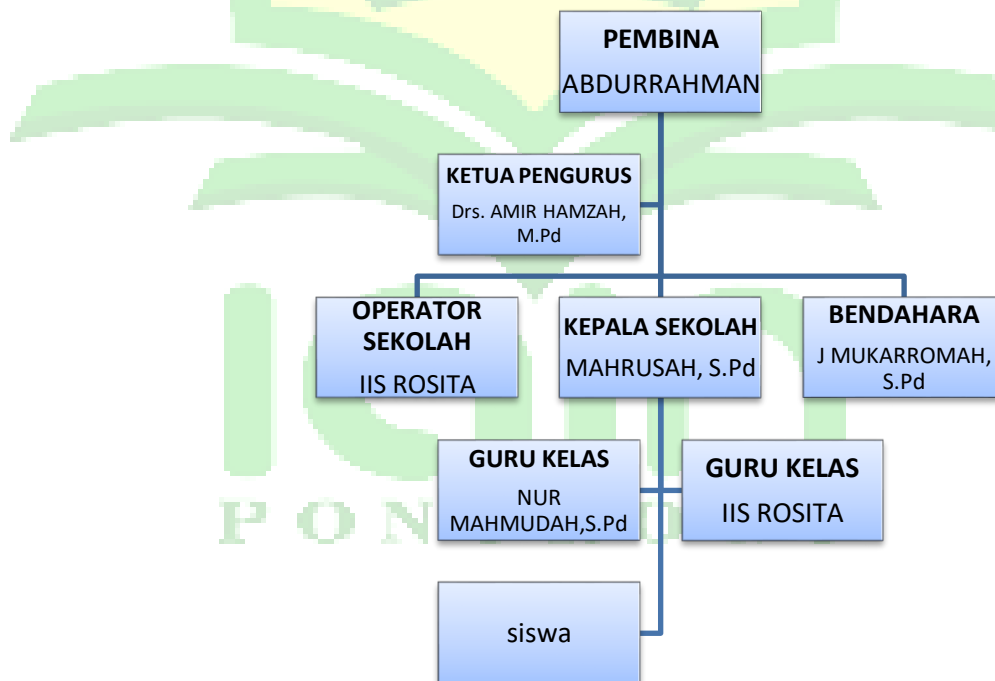 PEMBINA
ABDURRAHMAN
KETUA PENGURUS
Drs. AMIR HAMZAH,
M.Pd
OPERATOR
SEKOLAH
IIS ROSITA
KEPALA SEKOLAH
MAHRUSAH, S.Pd
BENDAHARA
J MUKARROMAH,
S.Pd
GURU KELAS
NUR
MAHMUDAH,S.Pd
GURU KELAS
IIS ROSITA
siswa